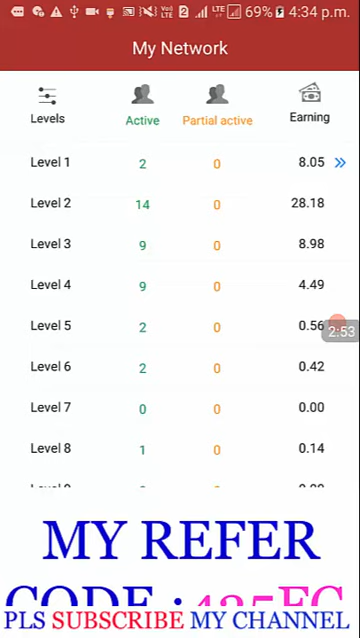 69% 4:34 p.m.
My Network
Levels Active Partial active Earning
Level 1 2 0 8.05
Level 2 14 0 28.18
Level 3 9 0 8.98
Level 4 9 0 4.49
Level 5 2 0 0.56
2:53
Level 6 2 0 0.42
Level 7 0 0 0.00
Level 8 1 0 0.14
MY REFER
CODE :
PLS SUBSCRIBE MY CHANNEL